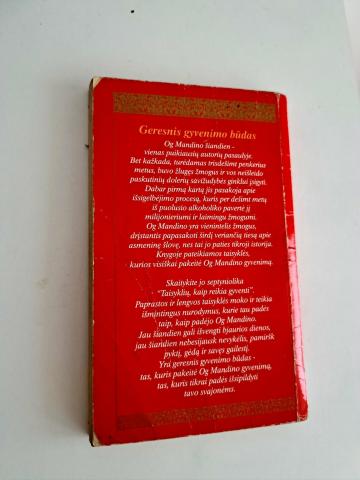 Geresnis gyvenimo būdas
Og Mandino šiandien -
vienas puikiausių autorių pasaulyje.
Bet kažkada, turėdamas trisdešimt penkerius
metus, buvo žlugęs žmogus ir vos neišleido
paskutinių dolerių savižudybės ginklui įsigyti.
Dabar pirmą kartą jis pasakoja apie
išsigelbėjimo procesą, kuris per dešimt metų
iš puolusio alkoholiko pavertė jį
milijonieriumi ir laimingu žmogumi.
Og Mandino yra vienintelis žmogus,
drįstantis papasakoti širdį veriančią tiesą apie
asmeninę šlovę, nes tai jo paties tikroji istorija.
Knygoje pateikiamos taisyklės,
kurios visiškai pakeitė Og Mandino gyvenimą.
Skaitykite jo septyniolika
"Taisyklių, kaip reikia gyventi".
Paprastos ir lengvos taisyklės moko ir teikia
išmintingus nurodymus, kurie tau padės
taip, kaip padėjo Og Mandino.
Jau šiandien gali išvengti bjaurios dienos,
jau šiandien nebesijausk nevykėlis, pamiršk
pyktį, gėdą ir savęs gailestį.
Yra geresnis gyvenimo būdas -
tas, kuris pakeitė Og Mandino gyvenimą,
tas, kuris tikrai padės išsipildyti
tavo svajonėms.